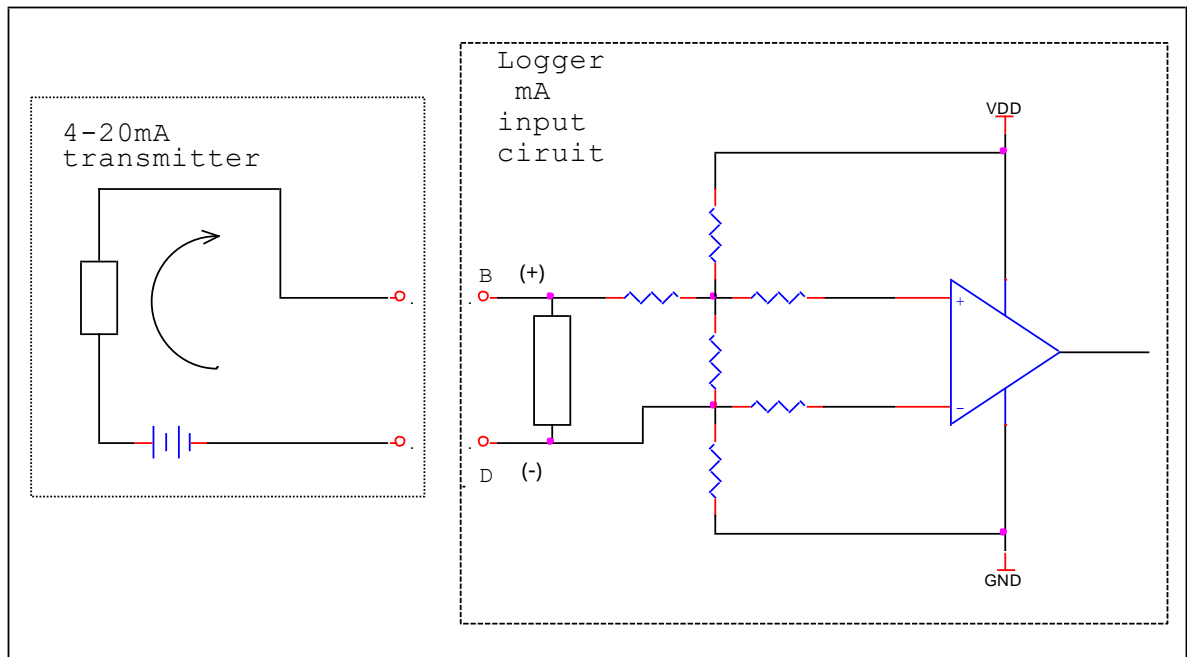 4-20mA
transmitter
Logger
mA
input
ciruit
VDD
B (+)
+
−
D (-)
GND